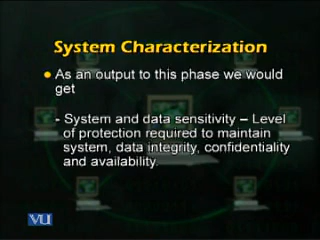 System Characterization
As an output to this phase we would
get
- System and data sensitivity – Level
of protection required to maintain
system, data integrity, confidentiality
and availability.
VU